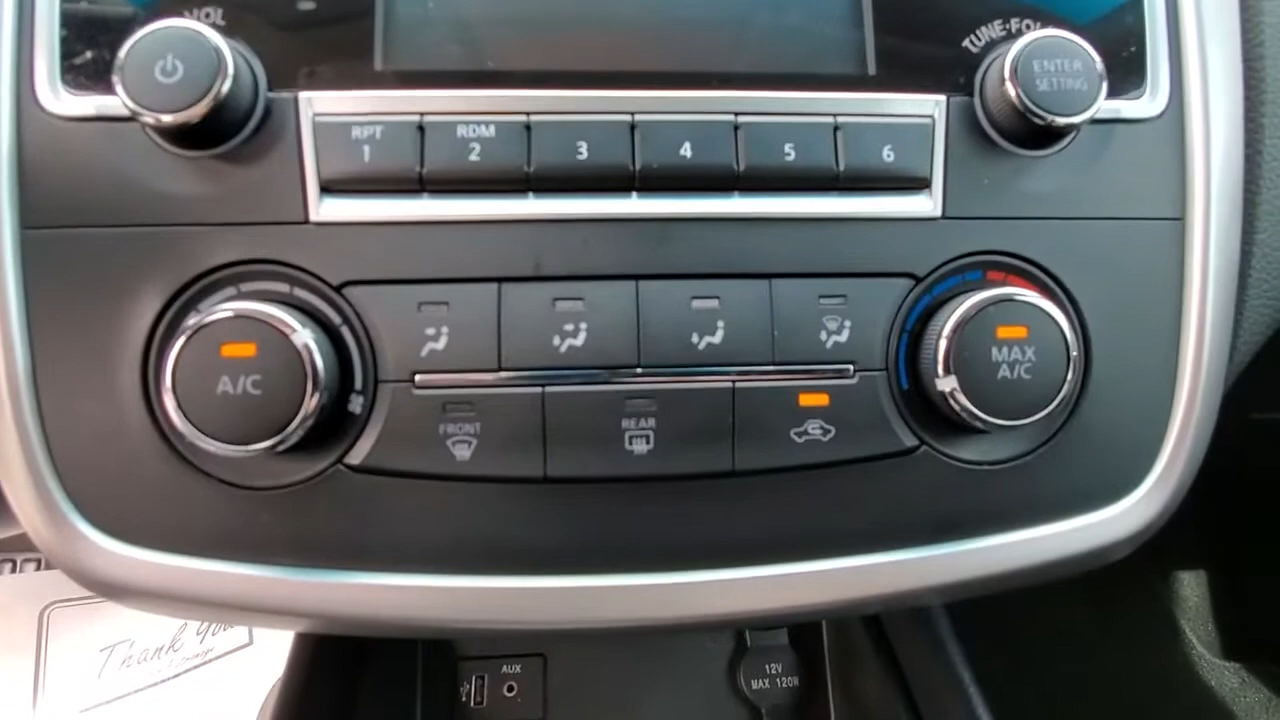 VOL
TUNE·FOL
ENTER
SETTING
RPT
1
RDM
2
3
4
5
6
A/C
MAX
A/C
FRONT
REAR
Thank You
AUX
12V
MAX 120W